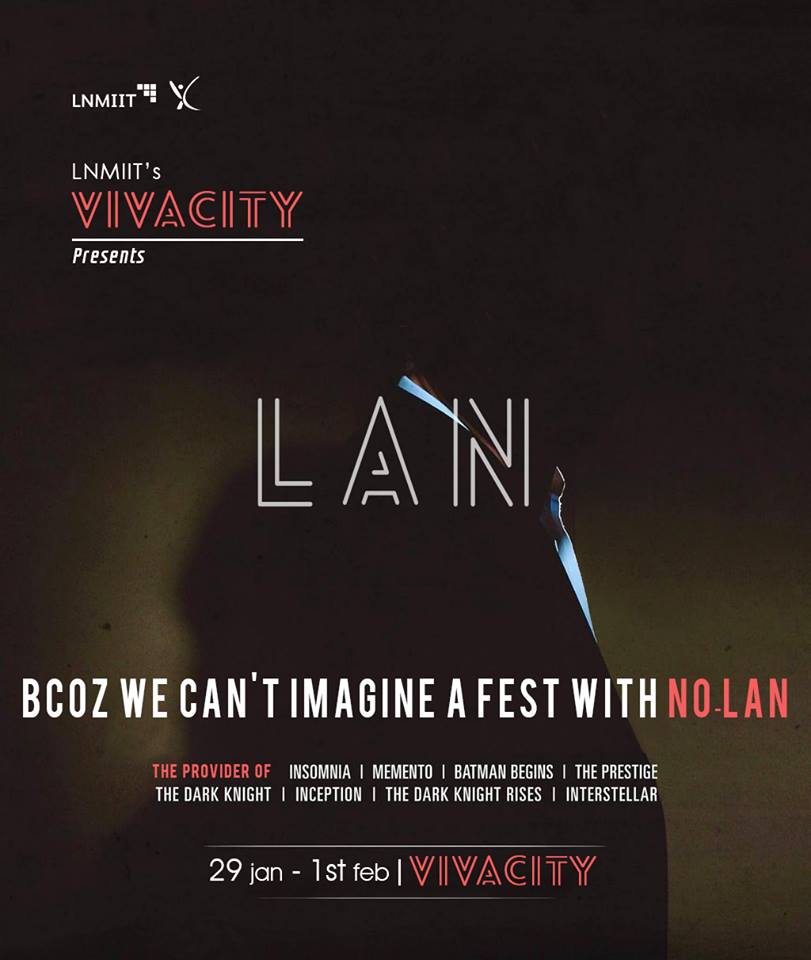 LNMIIT
LNMIIT's
VIVACITY
Presents
LAN
BCOZ WE CAN'T IMAGINE A FEST WITH NO-LAN
THE PROVIDER OF INSOMNIA | MEMENTO | BATMAN BEGINS | THE PRESTIGE
THE DARK KNIGHT | INCEPTION | THE DARK KNIGHT RISES | INTERSTELLAR
29 jan - 1st feb | VIVACITY